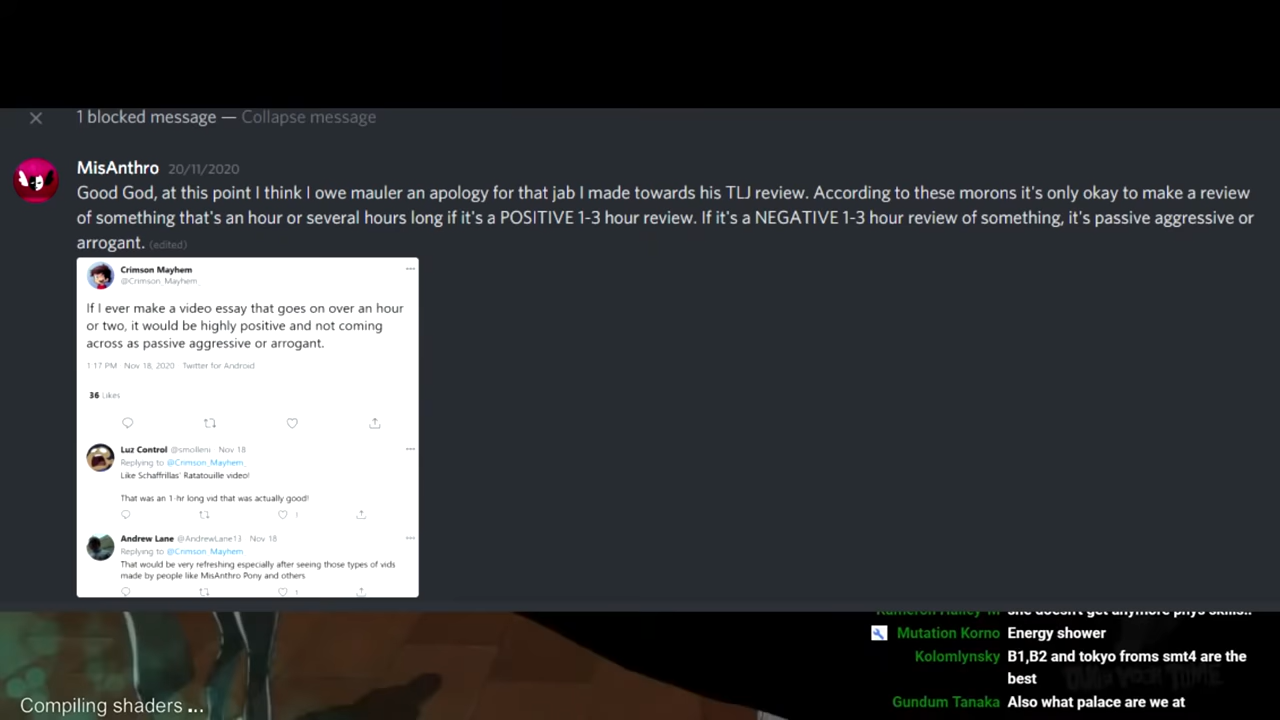 1 blocked message — Collapse message
MisAnthro 20/11/2020
Good God, at this point I think I owe mauler an apology for that jab I made towards his TLJ review. According to these morons it's only okay to make a review
of something that's an hour or several hours long if it's a POSITIVE 1-3 hour review. If it's a NEGATIVE 1-3 hour review of something, it's passive aggressive or
arrogant. (edited)
Crimson Mayhem
@Crimson_Mayhem
If I ever make a video essay that goes on over an hour
or two, it would be highly positive and not coming
across as passive aggressive or arrogant.
1:17 PM Nov 18, 2020 Twitter for Android
36 Likes
Luz Control @smolleni Nov 18
Replying to @Crimson_Mayhem
Like Schaffrillas' Ratatouille video!
That was an 1-hr long vid that was actually good!
1
Andrew Lane @AndrewLane13 Nov 18
Replying to @Crimson_Mayhem
That would be very refreshing especially after seeing those types of vids
made by people like MisAnthro Pony and others
1
she doesn't get anymore phys skills..
Mutation Korno Energy shower
Kolomlynsky B1,B2 and tokyo froms smt4 are the
best
Gundum Tanaka Also what palace are we at
Compiling shaders ...